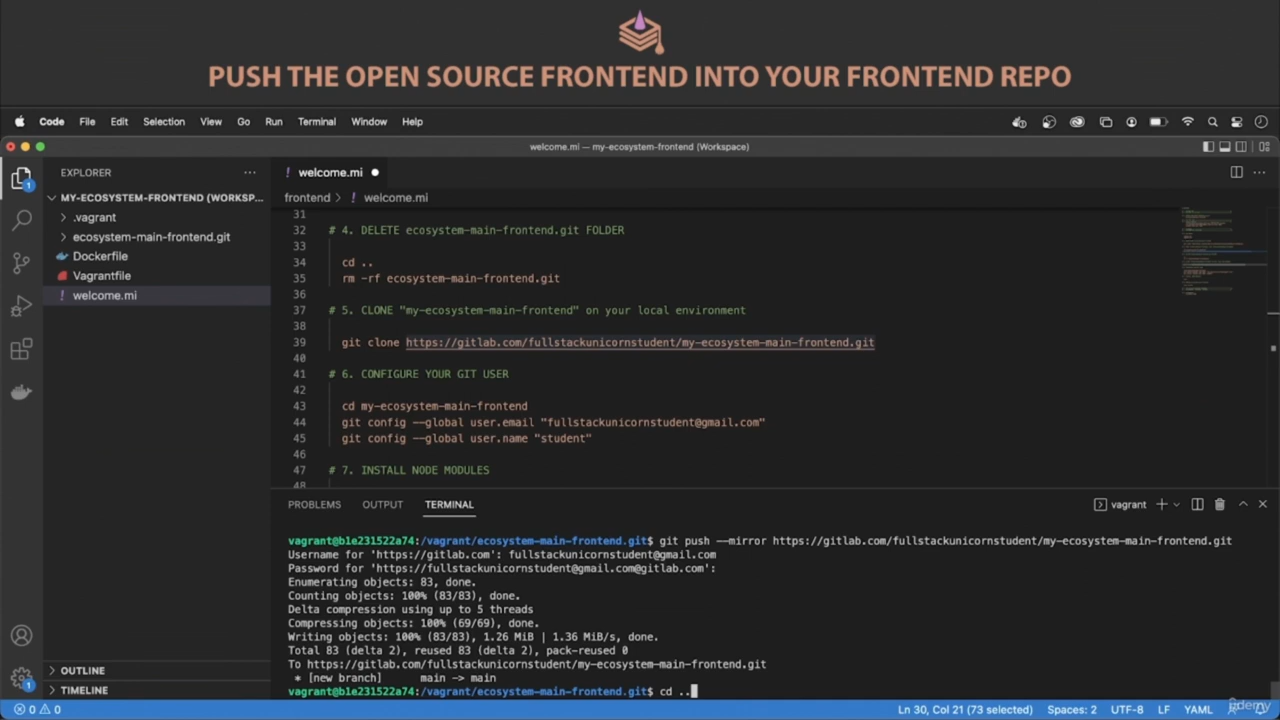 PUSH THE OPEN SOURCE FRONTEND INTO YOUR FRONTEND REPO
Code File Edit Selection View Go Run Terminal Window Help
welcome.mi — my-ecosystem-frontend (Workspace)
EXPLORER
MY-ECOSYSTEM-FRONTEND (WORKSP...
.vagrant
ecosystem-main-frontend.git
Dockerfile
Vagrantfile
! welcome.mi
OUTLINE
TIMELINE
! welcome.mi
frontend > ! welcome.mi
31
32 # 4. DELETE ecosystem-main-frontend.git FOLDER
33
34 cd ..
35 rm -rf ecosystem-main-frontend.git
36
37 # 5. CLONE "my-ecosystem-main-frontend" on your local environment
38
39 git clone https://gitlab.com/fullstackunicornstudent/my-ecosystem-main-frontend.git
40
41 # 6. CONFIGURE YOUR GIT USER
42
43 cd my-ecosystem-main-frontend
44 git config --global user.email "fullstackunicornstudent@gmail.com"
45 git config --global user.name "student"
46
47 # 7. INSTALL NODE MODULES
48
PROBLEMS OUTPUT TERMINAL
vagrant
vagrant@b1e231522a74:/vagrant/ecosystem-main-frontend.git$ git push --mirror https://gitlab.com/fullstackunicornstudent/my-ecosystem-main-frontend.git
Username for 'https://gitlab.com': fullstackunicornstudent@gmail.com
Password for 'https://fullstackunicornstudent@gmail.com@gitlab.com':
Enumerating objects: 83, done.
Counting objects: 100% (83/83), done.
Delta compression using up to 5 threads
Compressing objects: 100% (69/69), done.
Writing objects: 100% (83/83), 1.26 MiB | 1.36 MiB/s, done.
Total 83 (delta 2), reused 83 (delta 2), pack-reused 0
To https://gitlab.com/fullstackunicornstudent/my-ecosystem-main-frontend.git
* [new branch] main -> main
vagrant@b1e231522a74:/vagrant/ecosystem-main-frontend.git$ cd ..
0 0 Ln 30, Col 21 (73 selected) Spaces: 2 UTF-8 LF YAML
udemy